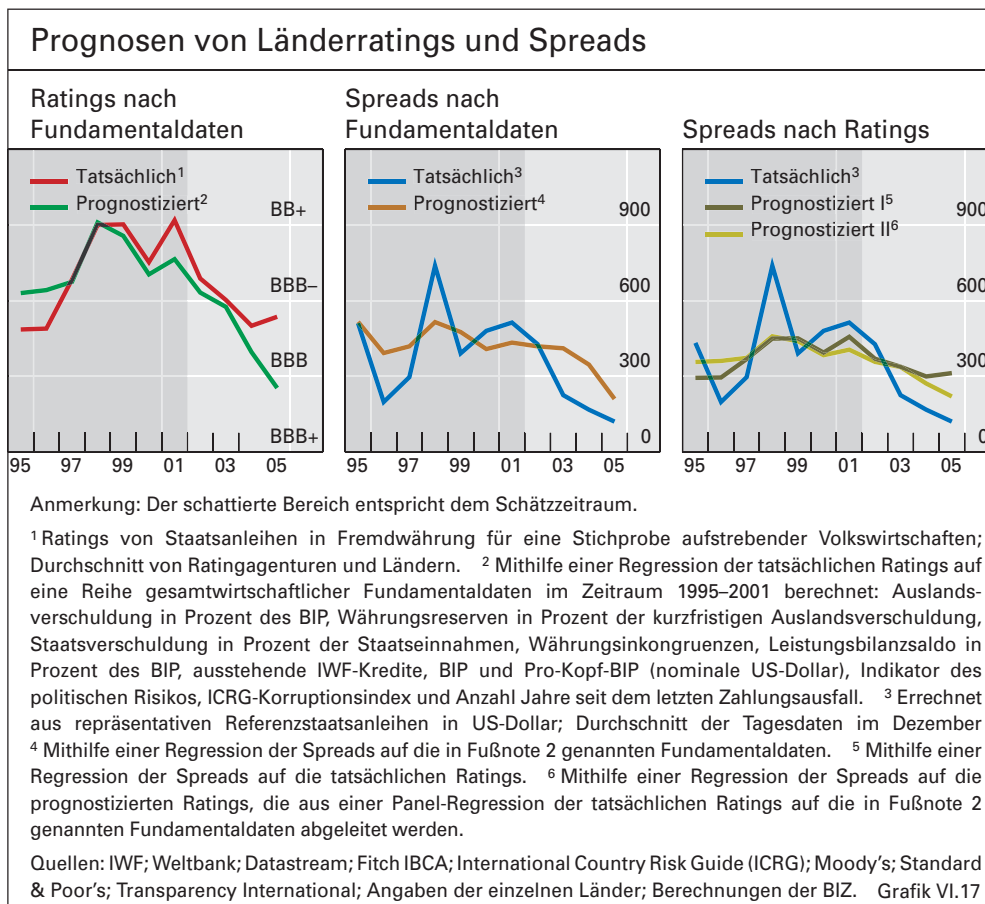 Prognosen von Länderratings und Spreads
Ratings nach
Fundamentaldaten
Tatsächlich¹
Prognostiziert²
BB+
BBB–
BBB
BBB+
95 97 99 01 03 05
Spreads nach
Fundamentaldaten
Tatsächlich³
Prognostiziert⁴
900
600
300
0
95 97 99 01 03 05
Spreads nach Ratings
Tatsächlich³
Prognostiziert I⁵
Prognostiziert II⁶
900
600
300
0
95 97 99 01 03 05
Anmerkung: Der schattierte Bereich entspricht dem Schätzzeitraum.
¹ Ratings von Staatsanleihen in Fremdwährung für eine Stichprobe aufstrebender Volkswirtschaften;
Durchschnitt von Ratingagenturen und Ländern. ² Mithilfe einer Regression der tatsächlichen Ratings auf
eine Reihe gesamtwirtschaftlicher Fundamentaldaten im Zeitraum 1995–2001 berechnet: Auslands-
verschuldung in Prozent des BIP, Währungsreserven in Prozent der kurzfristigen Auslandsverschuldung,
Staatsverschuldung in Prozent der Staatseinnahmen, Währungsinkongruenzen, Leistungsbilanzsaldo in
Prozent des BIP, ausstehende IWF-Kredite, BIP und Pro-Kopf-BIP (nominale US-Dollar), Indikator des
politischen Risikos, ICRG-Korruptionsindex und Anzahl Jahre seit dem letzten Zahlungsausfall. ³ Errechnet
aus repräsentativen Referenzstaatsanleihen in US-Dollar; Durchschnitt der Tagesdaten im Dezember
⁴ Mithilfe einer Regression der Spreads auf die in Fußnote 2 genannten Fundamentaldaten. ⁵ Mithilfe einer
Regression der Spreads auf die tatsächlichen Ratings. ⁶ Mithilfe einer Regression der Spreads auf die
prognostizierten Ratings, die aus einer Panel-Regression der tatsächlichen Ratings auf die in Fußnote 2
genannten Fundamentaldaten abgeleitet werden.
Quellen: IWF; Weltbank; Datastream; Fitch IBCA; International Country Risk Guide (ICRG); Moody's; Standard
& Poor's; Transparency International; Angaben der einzelnen Länder; Berechnungen der BIZ. Grafik VI.17